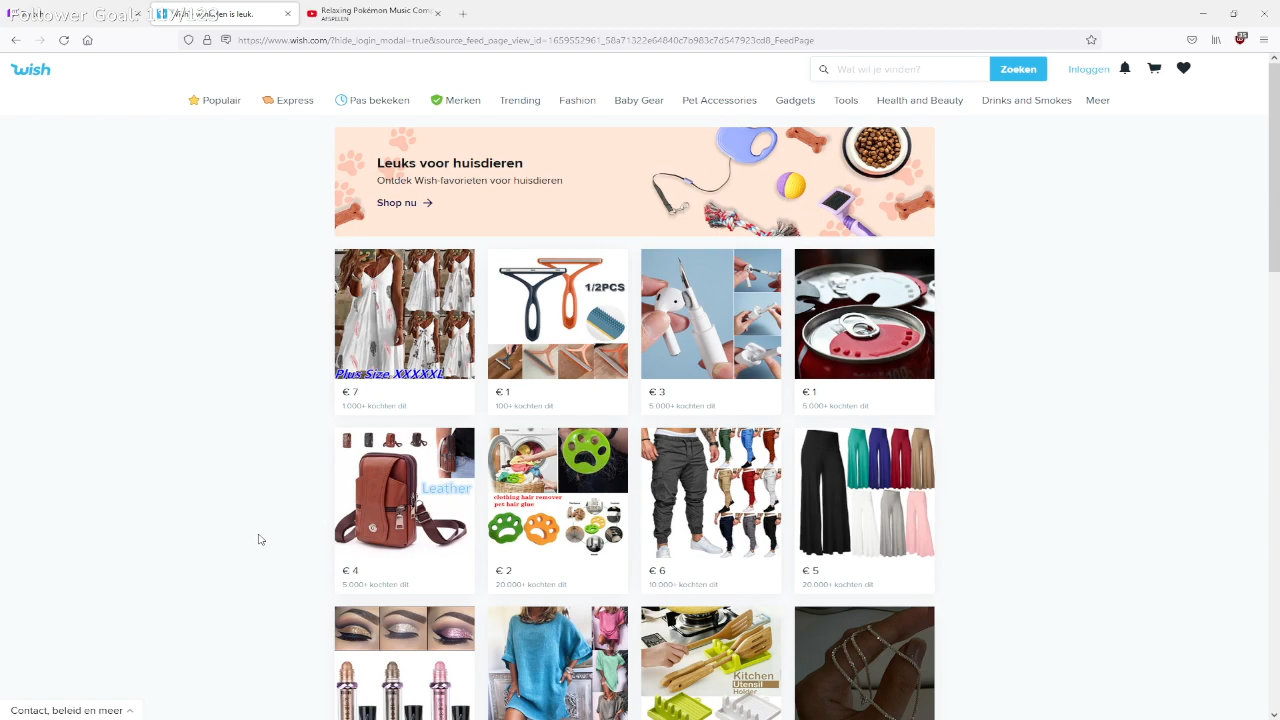 Follower Goal:
ken is leuk.
Relaxing Pokémon Music Com
AFSPELEN
https://www.wish.com/?hide_login_modal=true&source_feed_page_view_id=1659552961_58a71322e64840c7b983c7d547923cd8_FeedPage
wish
Wat wil je vinden?
Zoeken
Inloggen
Populair
Express
Pas bekeken
Merken
Trending
Fashion
Baby Gear
Pet Accessories
Gadgets
Tools
Health and Beauty
Drinks and Smokes
Meer
Leuks voor huisdieren
Ontdek Wish-favorieten voor huisdieren
Shop nu
Plus Size XXXXXL
1/2PCS
€ 7
1.000+ kochten dit
€ 1
100+ kochten dit
€ 3
5.000+ kochten dit
€ 1
5.000+ kochten dit
Leather
clothing hair remover
pet hair glue
€ 4
5.000+ kochten dit
€ 2
20.000+ kochten dit
€ 6
10.000+ kochten dit
€ 5
20.000+ kochten dit
Kitchen
Utensil
Holder
Contact, beleid en meer